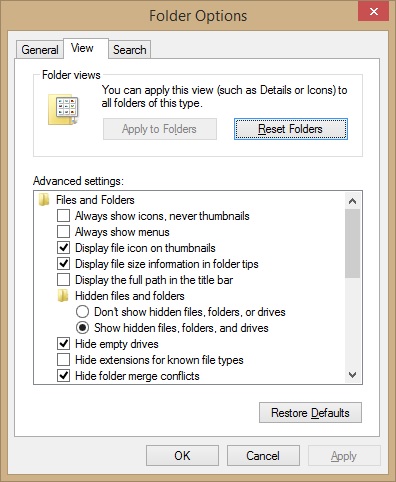 Folder Options
General
View
Search
Folder views
You can apply this view (such as Details or Icons) to
all folders of this type.
Apply to Folders
Reset Folders
Advanced settings:
Files and Folders
Always show icons, never thumbnails
Always show menus
Display file icon on thumbnails
Display file size information in folder tips
Display the full path in the title bar
Hidden files and folders
Don't show hidden files, folders, or drives
Show hidden files, folders, and drives
Hide empty drives
Hide extensions for known file types
Hide folder merge conflicts
Restore Defaults
OK
Cancel
Apply